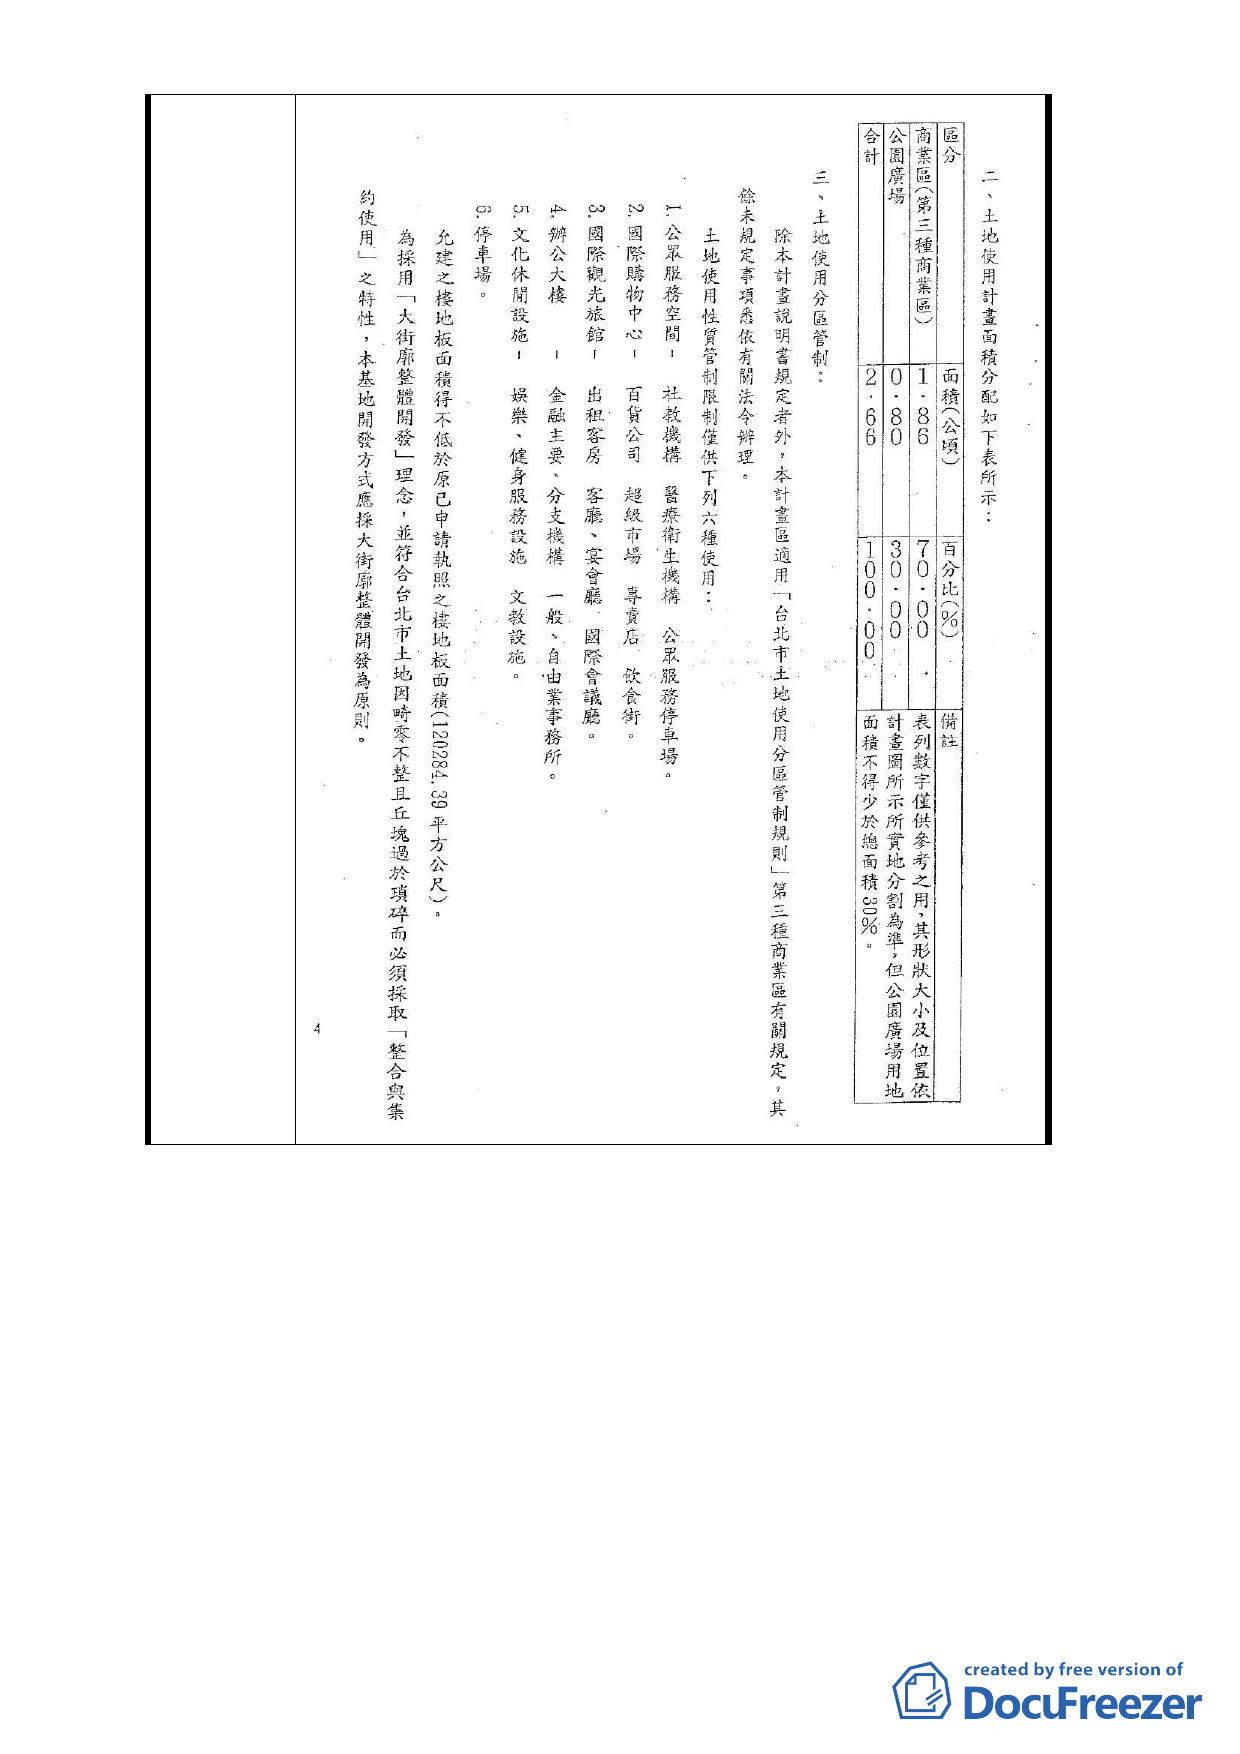 二、土地使用計畫面積分配如下表所示：
區分 面積（公頃） 百分比（%） 備註
商業區（第三種商業區） 1.86 70.00 表列數字僅供參考之用，其形狀大小及位置依
公園廣場 0.80 30.00 計畫圖所示所實地分割為準，但公園廣場用地
合計 2.66 100.00 面積不得少於總面積30%。
三、土地使用分區管制：
除本計畫說明書規定者外，本計畫區適用「台北市土地使用分區管制規則」第三種商業區有關規定，其
餘未規定事項悉依有關法令辦理。
土地使用性質管制限制僅供下列六種使用：
1. 公眾服務空間－ 社教機構 醫療衛生機構 公眾服務停車場。
2. 國際購物中心－ 百貨公司 超級市場 專賣店 飲食街。
3. 國際觀光旅館－ 出租客房 客廳、宴會廳 國際會議廳。
4. 辦公大樓 － 金融主要、分支機構 一般、自由業事務所。
5. 文化休閒設施－ 娛樂、健身服務設施 文教設施。
6. 停車場。
允建之樓地板面積得不低於原已申請執照之樓地板面積（120284.39平方公尺）。
為採用「大街廓整體開發」理念，並符合台北市土地因畸零不整且丘塊過於瑣碎而必須採取「整合與集
約使用」之特性，本基地開發方式應採大街廓整體開發為原則。
4
created by free version of
DocuFreezer